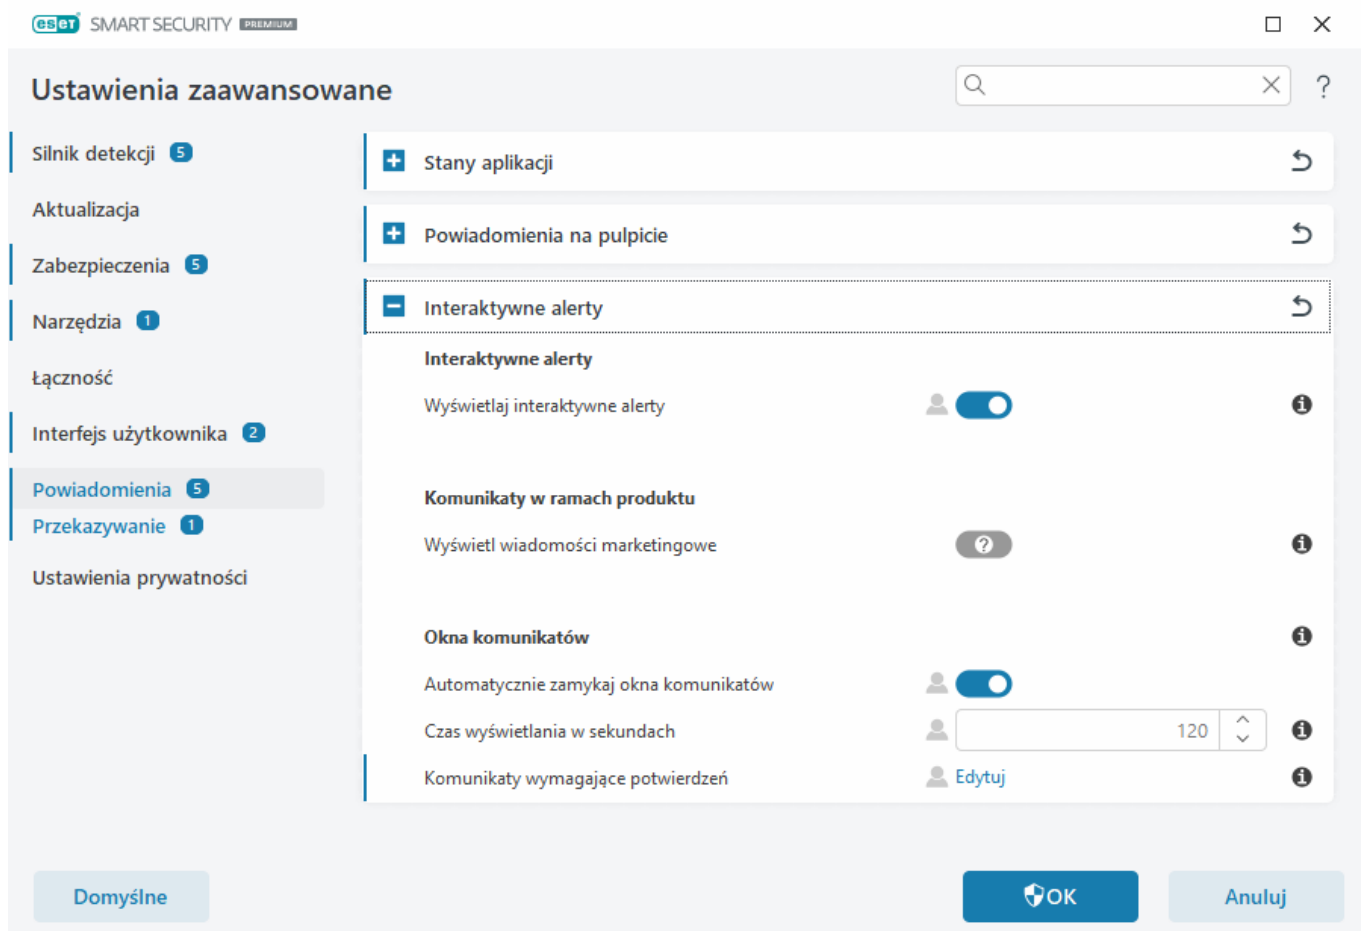 eseT SMART SECURITY PREMIUM
Ustawienia zaawansowane
?
Silnik detekcji 5
Aktualizacja
Zabezpieczenia 5
Narzędzia 1
Łączność
Interfejs użytkownika 2
Powiadomienia 5
Przekazywanie 1
Ustawienia prywatności
Stany aplikacji
Powiadomienia na pulpicie
Interaktywne alerty
Interaktywne alerty
Wyświetlaj interaktywne alerty
Komunikaty w ramach produktu
Wyświetl wiadomości marketingowe ?
Okna komunikatów
Automatycznie zamykaj okna komunikatów
Czas wyświetlania w sekundach 120
Komunikaty wymagające potwierdzeń Edytuj
Domyślne OK Anuluj